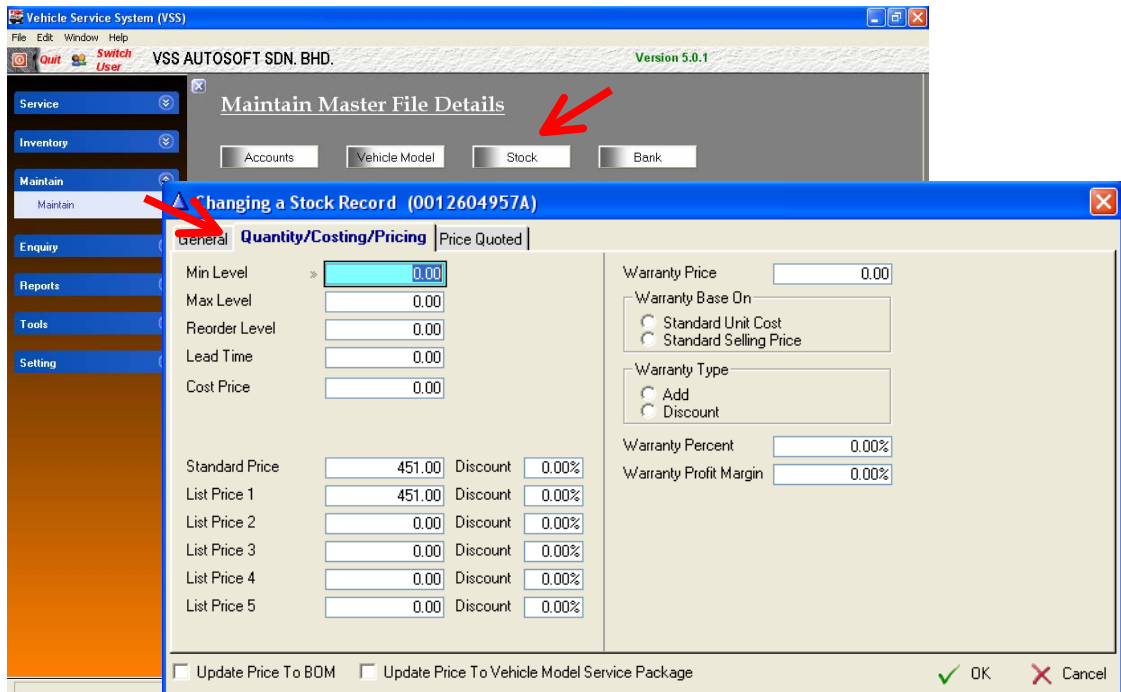 Vehicle Service System (VSS)
File Edit Window Help
Quit Switch User VSS AUTOSOFT SDN. BHD. Version 5.0.1
Service
Inventory
Maintain
Maintain
Enquiry
Reports
Tools
Setting
Maintain Master File Details
Accounts Vehicle Model Stock Bank
Changing a Stock Record (0012604957A)
General Quantity/Costing/Pricing Price Quoted
Min Level » 0.00
Max Level 0.00
Reorder Level 0.00
Lead Time 0.00
Cost Price 0.00
Standard Price 451.00 Discount 0.00%
List Price 1 451.00 Discount 0.00%
List Price 2 0.00 Discount 0.00%
List Price 3 0.00 Discount 0.00%
List Price 4 0.00 Discount 0.00%
List Price 5 0.00 Discount 0.00%
Warranty Price 0.00
Warranty Base On
Standard Unit Cost
Standard Selling Price
Warranty Type
Add
Discount
Warranty Percent 0.00%
Warranty Profit Margin 0.00%
Update Price To BOM Update Price To Vehicle Model Service Package OK Cancel